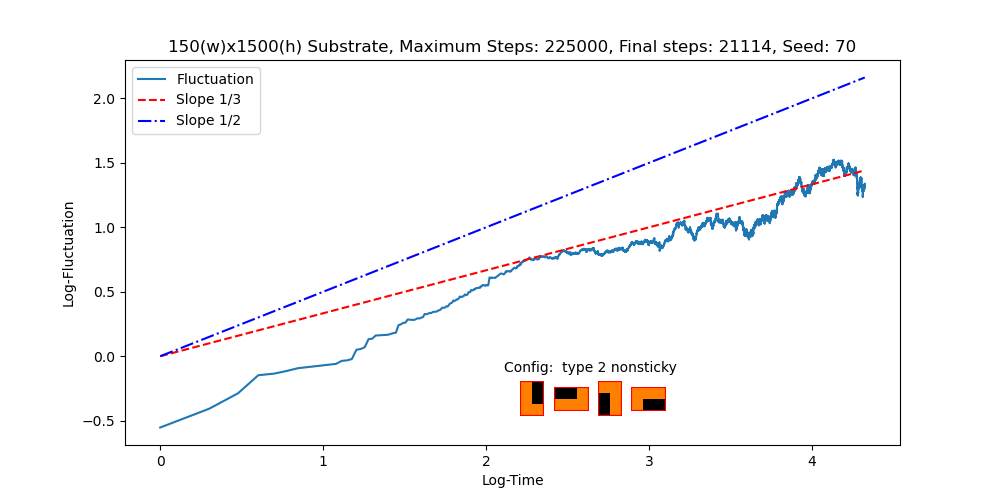 150(w)x1500(h) Substrate, Maximum Steps: 225000, Final steps: 21114, Seed: 70
Fluctuation
Slope 1/3
Slope 1/2
2.0
1.5
1.0
0.5
0.0
−0.5
Log-Fluctuation
Config:  type 2 nonsticky
0 1 2 3 4
Log-Time